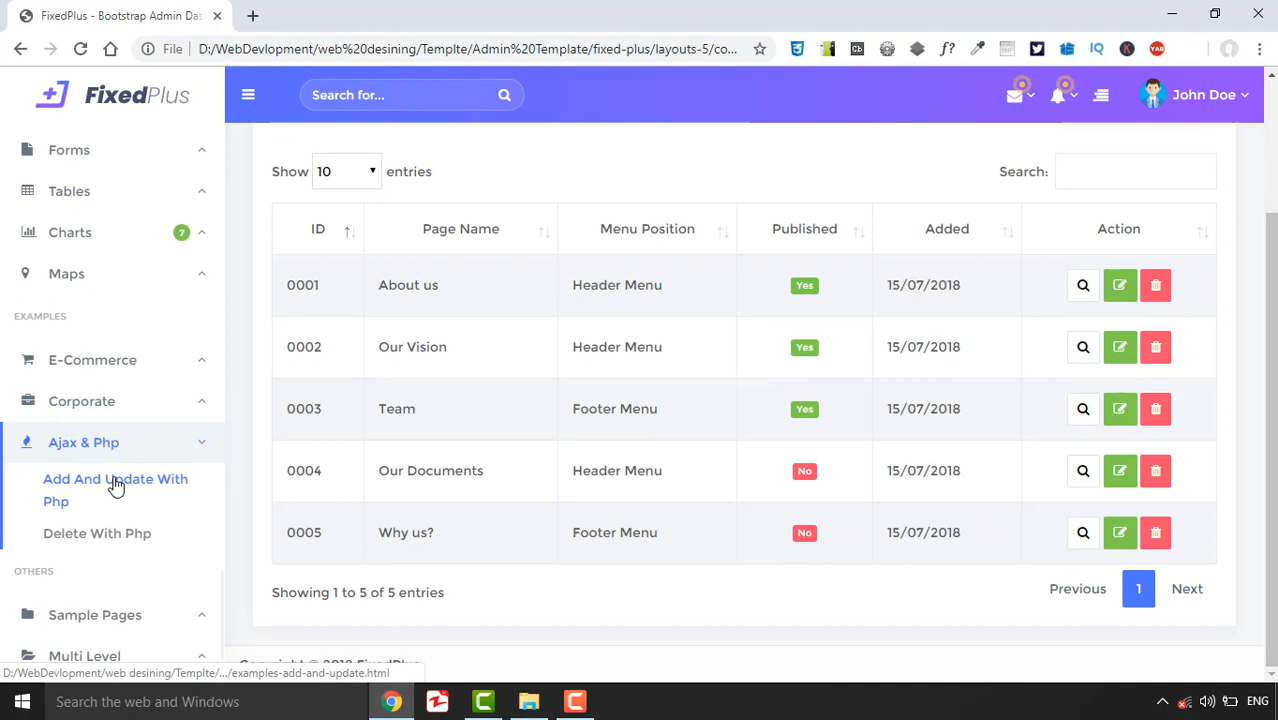 FixedPlus - Bootstrap Admin Das
File D:/WebDevlopment/web%20desining/Templte/Admin%20Template/fixed-plus/layouts-5/co...
FixedPlus
Search for...
John Doe
Forms
Tables
Charts 7
Maps
EXAMPLES
E-Commerce
Corporate
Ajax & Php
Add And Update With
Php
Delete With Php
OTHERS
Sample Pages
Multi Level
Show 10 entries
Search:
ID Page Name Menu Position Published Added Action
0001 About us Header Menu Yes 15/07/2018
0002 Our Vision Header Menu Yes 15/07/2018
0003 Team Footer Menu Yes 15/07/2018
0004 Our Documents Header Menu No 15/07/2018
0005 Why us? Footer Menu No 15/07/2018
Showing 1 to 5 of 5 entries
Previous 1 Next
Copyright © 2018 FixedPlus
D:/WebDevlopment/web desining/Templte/.../examples-add-and-update.html
Search the web and Windows
ENG